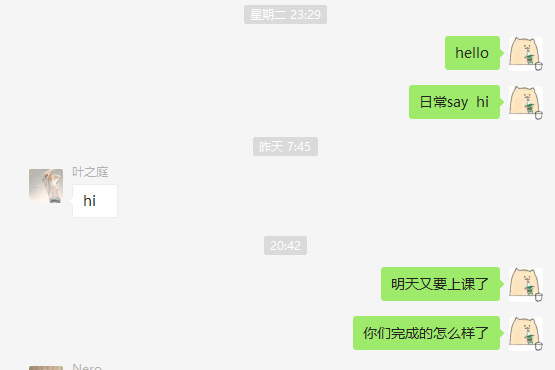 星期二 23:29
hello
日常say hi
昨天 7:45
叶之庭
hi
20:42
明天又要上课了
你们完成的怎么样了
Nero